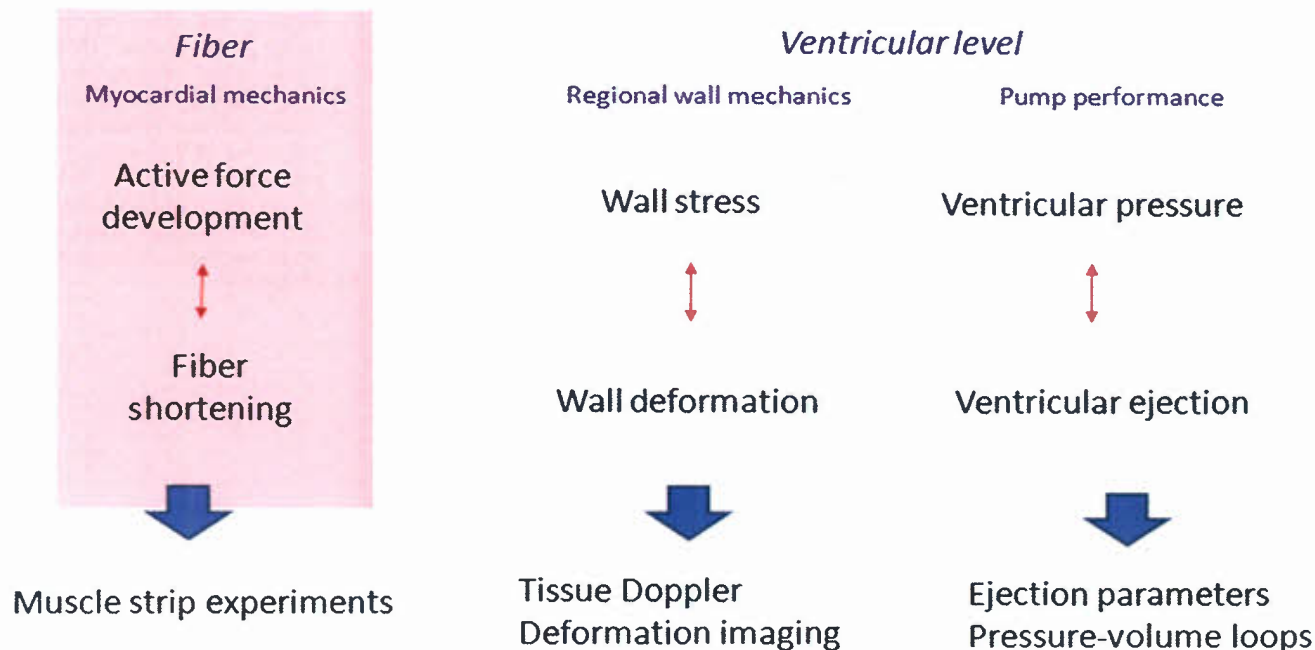 Fiber
Myocardial mechanics
Active force
development
Fiber
shortening
Muscle strip experiments
Ventricular level
Regional wall mechanics
Pump performance
Wall stress
Ventricular pressure
Wall deformation
Ventricular ejection
Tissue Doppler
Deformation imaging
Ejection parameters
Pressure-volume loops